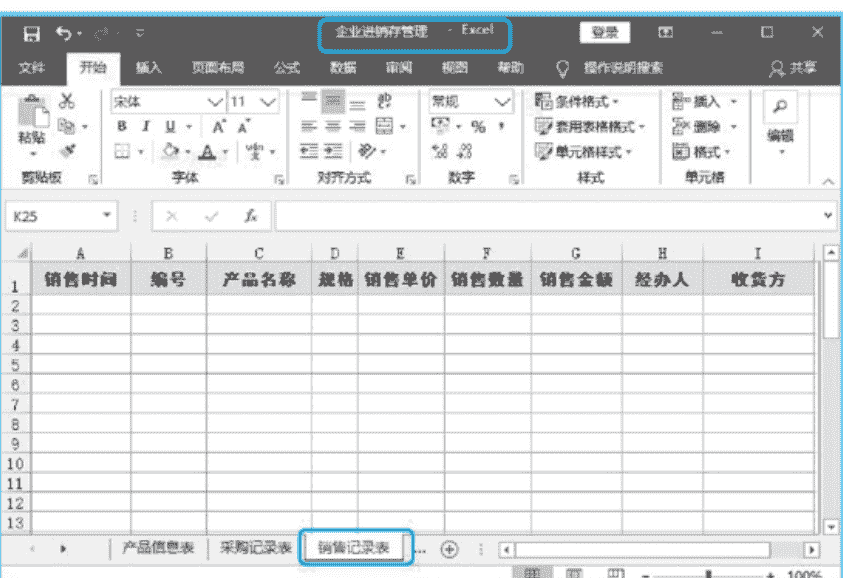 企业进销存管理 - Excel 登录
文件 开始 插入 页面布局 公式 数据 审阅 视图 帮助 操作说明搜索 共享
宋体 11 常规 条件格式 插入
粘贴 B I U A A % 套用表格格式 删除 编辑
A 单元格样式 格式
剪贴板 字体 对齐方式 数字 样式 单元格
K25 fx
A B C D E F G H I
1 销售时间 编号 产品名称 规格 销售单价 销售数量 销售金额 经办人 收货方
2
3
4
5
6
7
8
9
10
11
12
13
产品信息表 采购记录表 销售记录表 ...
100%